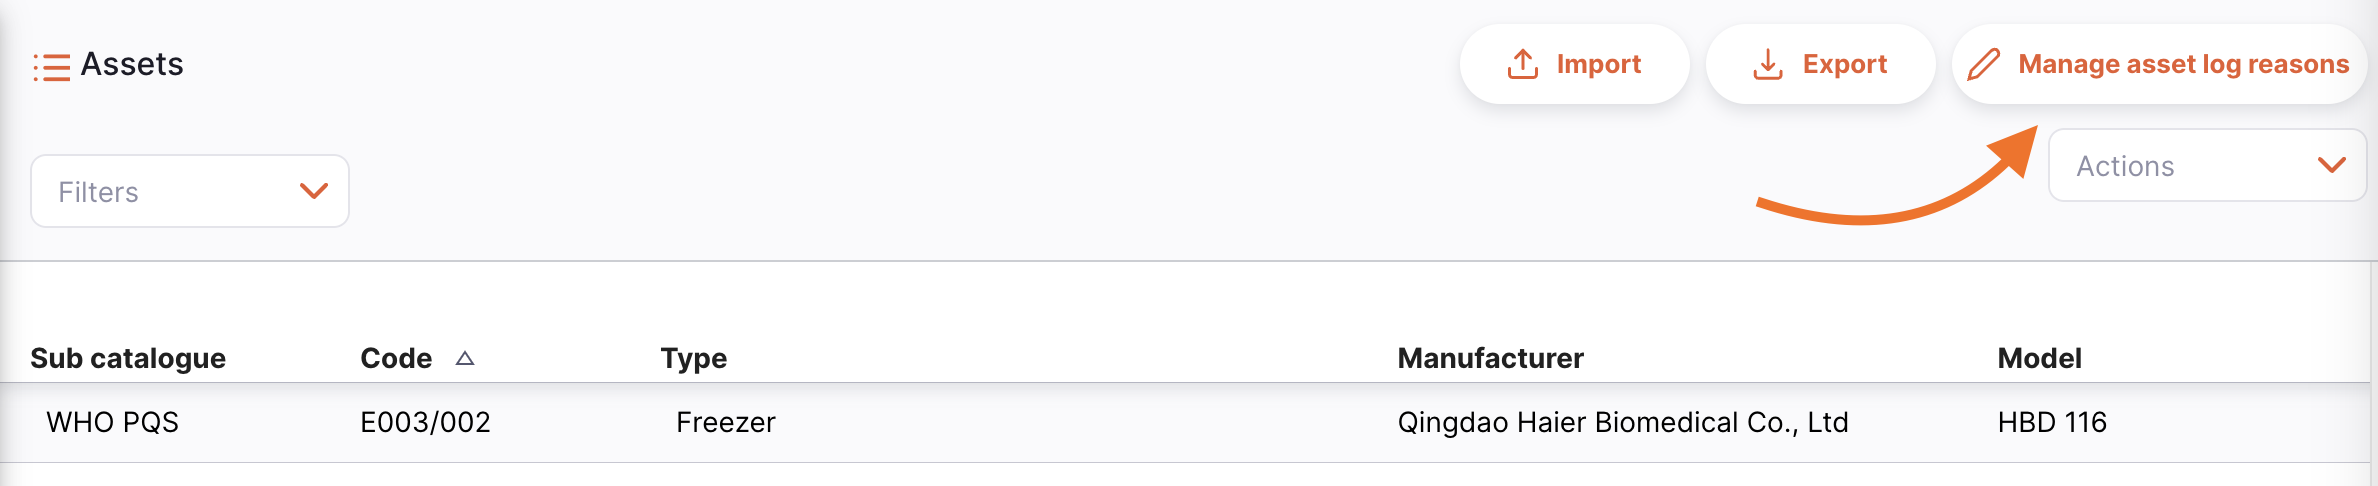 Assets
Import
Export
Manage asset log reasons
Filters
Actions
Sub catalogue Code Type Manufacturer Model
WHO PQS E003/002 Freezer Qingdao Haier Biomedical Co., Ltd HBD 116